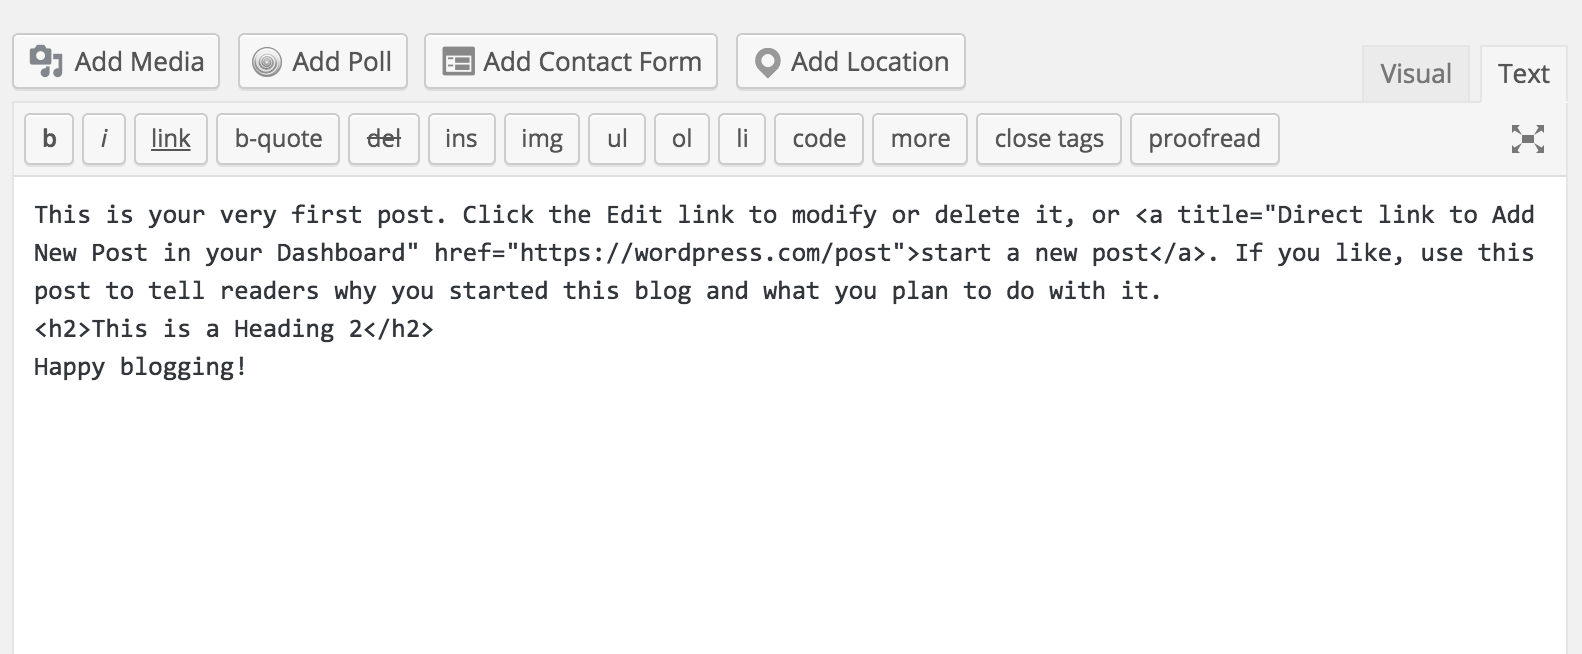 Add Media Add Poll Add Contact Form Add Location Visual Text
b i link b-quote del ins img ul ol li code more close tags proofread
This is your very first post. Click the Edit link to modify or delete it, or <a title="Direct link to Add
New Post in your Dashboard" href="https://wordpress.com/post">start a new post</a>. If you like, use this
post to tell readers why you started this blog and what you plan to do with it.
<h2>This is a Heading 2</h2>
Happy blogging!